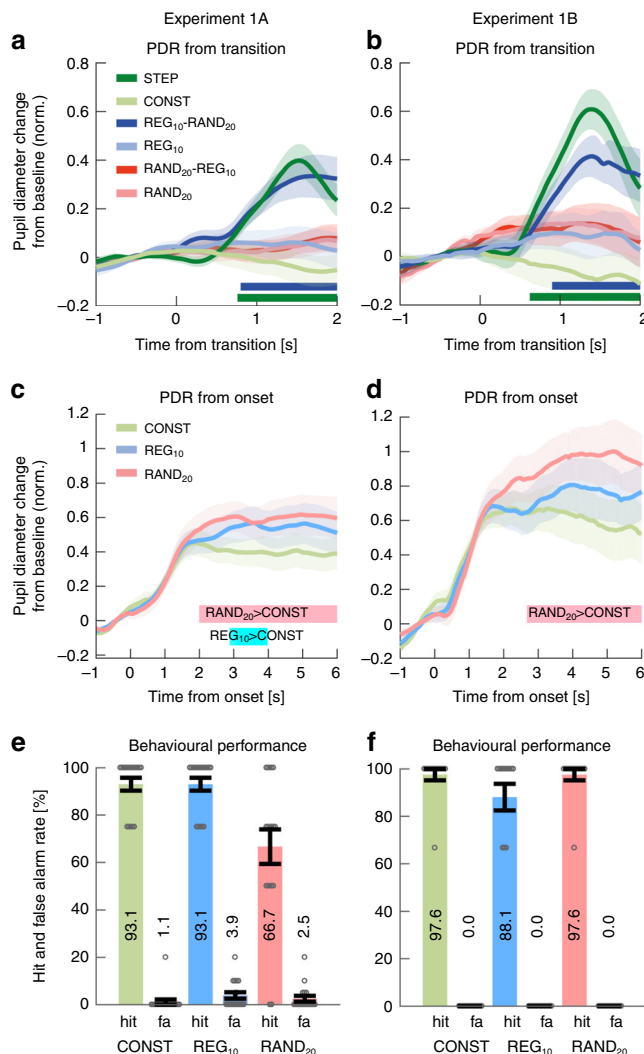 Experiment 1A
Experiment 1B
a
PDR from transition
b
PDR from transition
Pupil diameter change
from baseline (norm.)
0.8
0.6
0.4
0.2
0
−0.2
STEP
CONST
REG10-RAND20
REG10
RAND20-REG10
RAND20
−1
0
1
2
Time from transition [s]
0.8
0.6
0.4
0.2
0
−0.2
−1
0
1
2
Time from transition [s]
c
PDR from onset
d
PDR from onset
Pupil diameter change
from baseline (norm.)
1.2
1
0.8
0.6
0.4
0.2
0
−0.2
CONST
REG10
RAND20
RAND20>CONST
REG10>CONST
−1 0 1 2 3 4 5 6
Time from onset [s]
1.2
1
0.8
0.6
0.4
0.2
0
−0.2
RAND20>CONST
−1 0 1 2 3 4 5 6
Time from onset [s]
e
Behavioural performance
f
Behavioural performance
Hit and false alarm rate [%]
100
80
60
40
20
0
93.1
1.1
93.1
3.9
66.7
2.5
hit fa hit fa hit fa
CONST REG10 RAND20
100
80
60
40
20
0
97.6
0.0
88.1
0.0
97.6
0.0
hit fa hit fa hit fa
CONST REG10 RAND20